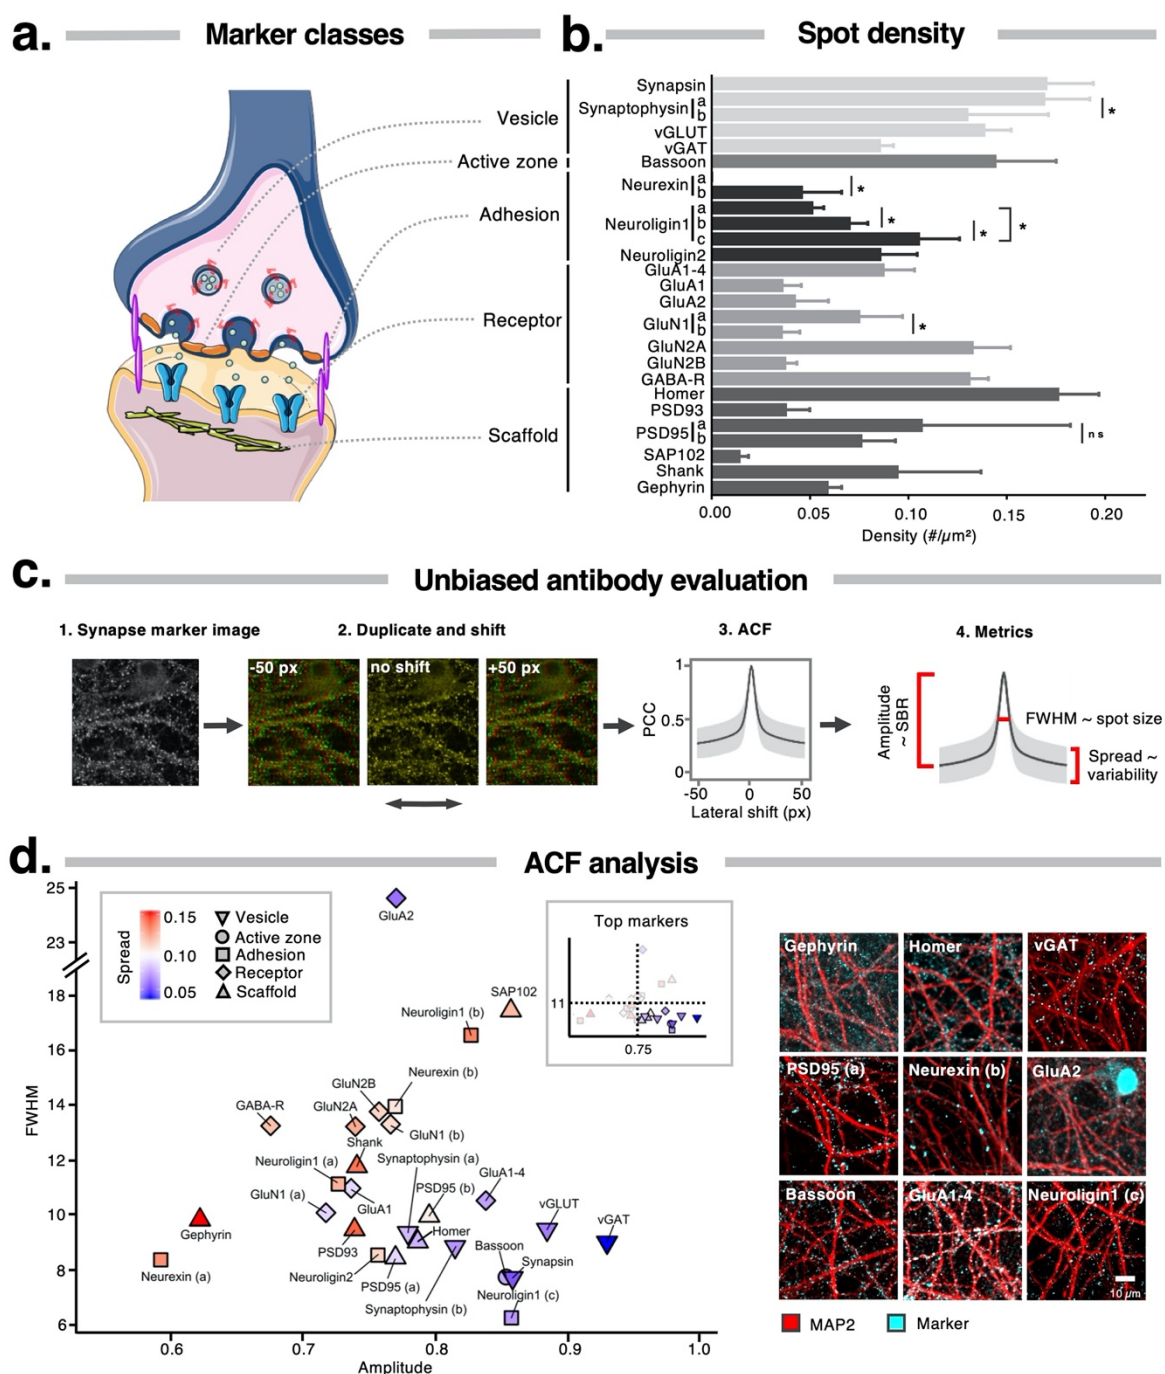 a. Marker classes
Vesicle
Active zone
Adhesion
Receptor
Scaffold
b. Spot density
Synapsin
Synaptophysin a *
b
vGLUT
vGAT
Bassoon
Neurexin a
b *
Neuroligin1 a
b *
c * *
Neuroligin2
GluA1-4
GluA1
GluA2
GluN1 a
b *
GluN2A
GluN2B
GABA-R
Homer
PSD93
PSD95 a
b ns
SAP102
Shank
Gephyrin
0.00 0.05 0.10 0.15 0.20
Density (#/µm²)
c. Unbiased antibody evaluation
1. Synapse marker image
2. Duplicate and shift
-50 px no shift +50 px
3. ACF
1
0.5
0
PCC
-50 0 50
Lateral shift (px)
4. Metrics
Amplitude
~ SBR
FWHM ~ spot size
Spread ~
variability
d. ACF analysis
25
23
18
16
14
12
10
8
6
FWHM
0.6 0.7 0.8 0.9 1.0
Amplitude
Spread
0.15
0.10
0.05
Vesicle
Active zone
Adhesion
Receptor
Scaffold
GluA2
SAP102
Neuroligin1 (b)
Neurexin (b)
GluN2B
GABA-R
GluN2A
GluN1 (b)
Shank
Synaptophysin (a)
Neuroligin1 (a)
GluA1-4
PSD95 (b)
GluN1 (a)
GluA1
vGLUT
vGAT
Gephyrin
Homer
PSD93
Bassoon
Synapsin
Neurexin (a)
Neuroligin2
PSD95 (a)
Neuroligin1 (c)
Synaptophysin (b)
Top markers
11
0.75
Gephyrin Homer vGAT
PSD95 (a) Neurexin (b) GluA2
Bassoon GluA1-4 Neuroligin1 (c)
10 µm
MAP2 Marker